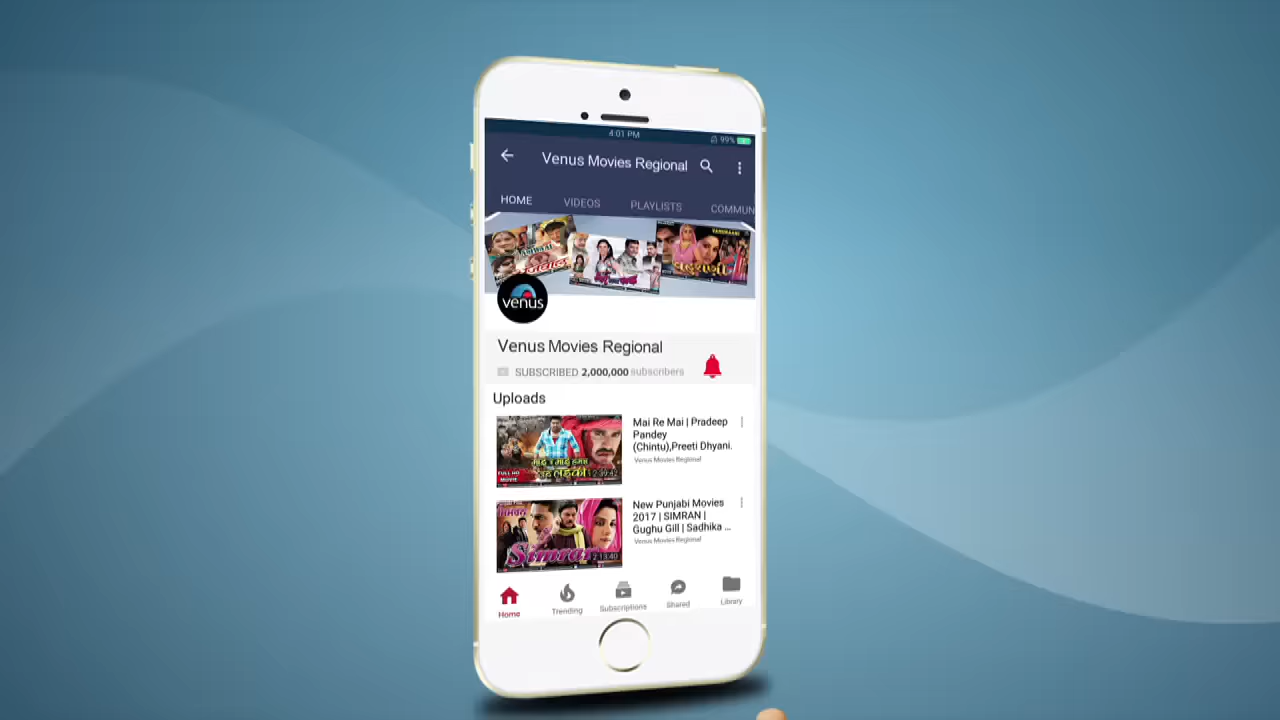 4:01 PM
99%
Venus Movies Regional
HOME
VIDEOS
PLAYLISTS
COMMUN
venus
Venus Movies Regional
SUBSCRIBED 2,000,000 subscribers
Uploads
Mai Re Mai | Pradeep
Pandey
(Chintu),Preeti Dhyani.
Venus Movies Regional
FULL HD
MOVIE
2:39:42
New Punjabi Movies
2017 | SIMRAN |
Gughu Gill | Sadhika ...
Venus Movies Regional
Simran
2:13:40
Home
Trending
Subscriptions
Shared
Library